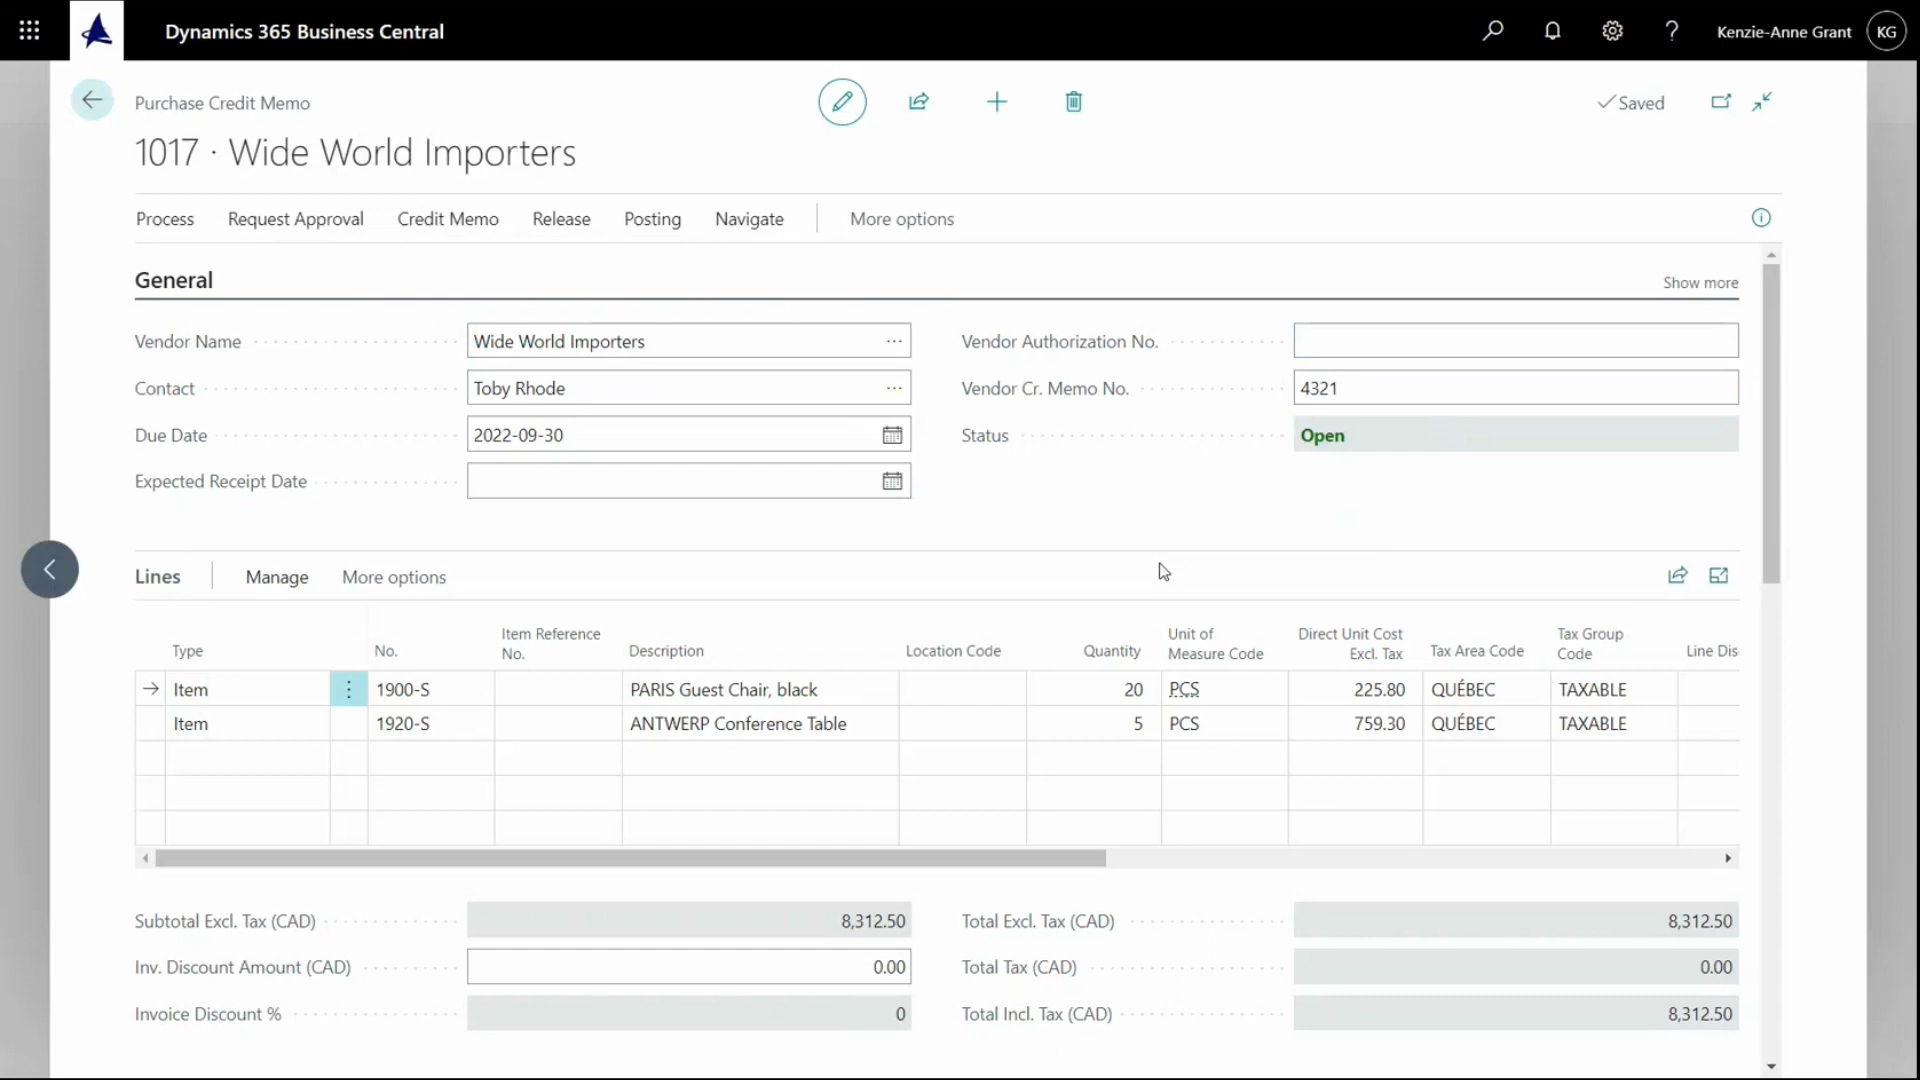 Dynamics 365 Business Central
Kenzie-Anne Grant
KG
Purchase Credit Memo
Saved
1017 · Wide World Importers
Process Request Approval Credit Memo Release Posting Navigate More options
General
Show more
Vendor Name Wide World Importers
Vendor Authorization No.
Contact Toby Rhode
Vendor Cr. Memo No. 4321
Due Date 2022-09-30
Status Open
Expected Receipt Date
Lines Manage More options
Type No. Item Reference No. Description Location Code Quantity Unit of Measure Code Direct Unit Cost Excl. Tax Tax Area Code Tax Group Code Line Dis
Item 1900-S PARIS Guest Chair, black 20 PCS 225.80 QUÉBEC TAXABLE
Item 1920-S ANTWERP Conference Table 5 PCS 759.30 QUÉBEC TAXABLE
Subtotal Excl. Tax (CAD) 8,312.50
Total Excl. Tax (CAD) 8,312.50
Inv. Discount Amount (CAD) 0.00
Total Tax (CAD) 0.00
Invoice Discount % 0
Total Incl. Tax (CAD) 8,312.50